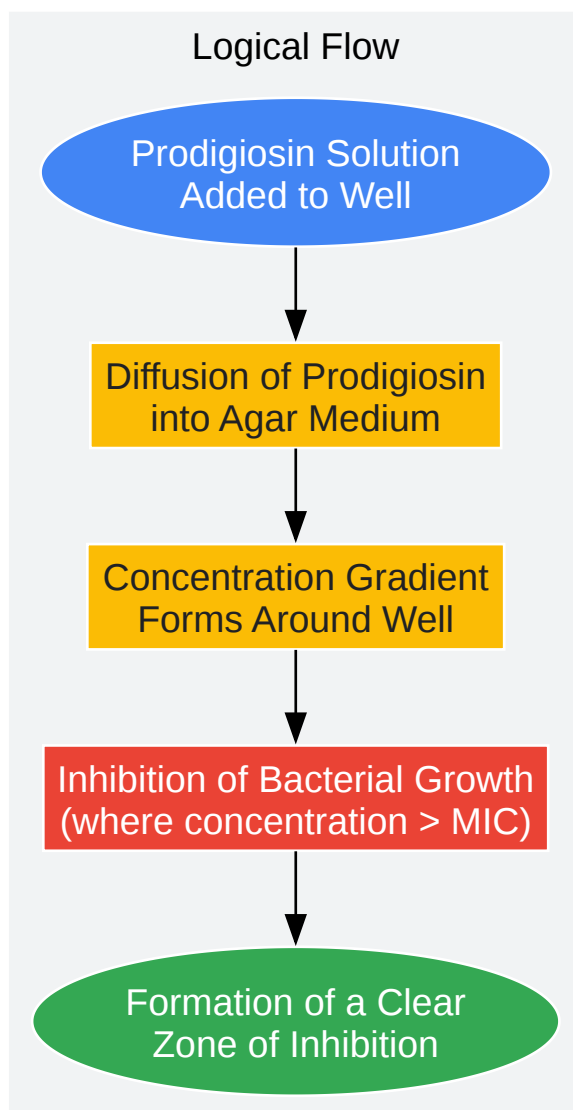 Logical Flow
Prodigiosin Solution
Added to Well
Diffusion of Prodigiosin
into Agar Medium
Concentration Gradient
Forms Around Well
Inhibition of Bacterial Growth
(where concentration > MIC)
Formation of a Clear
Zone of Inhibition